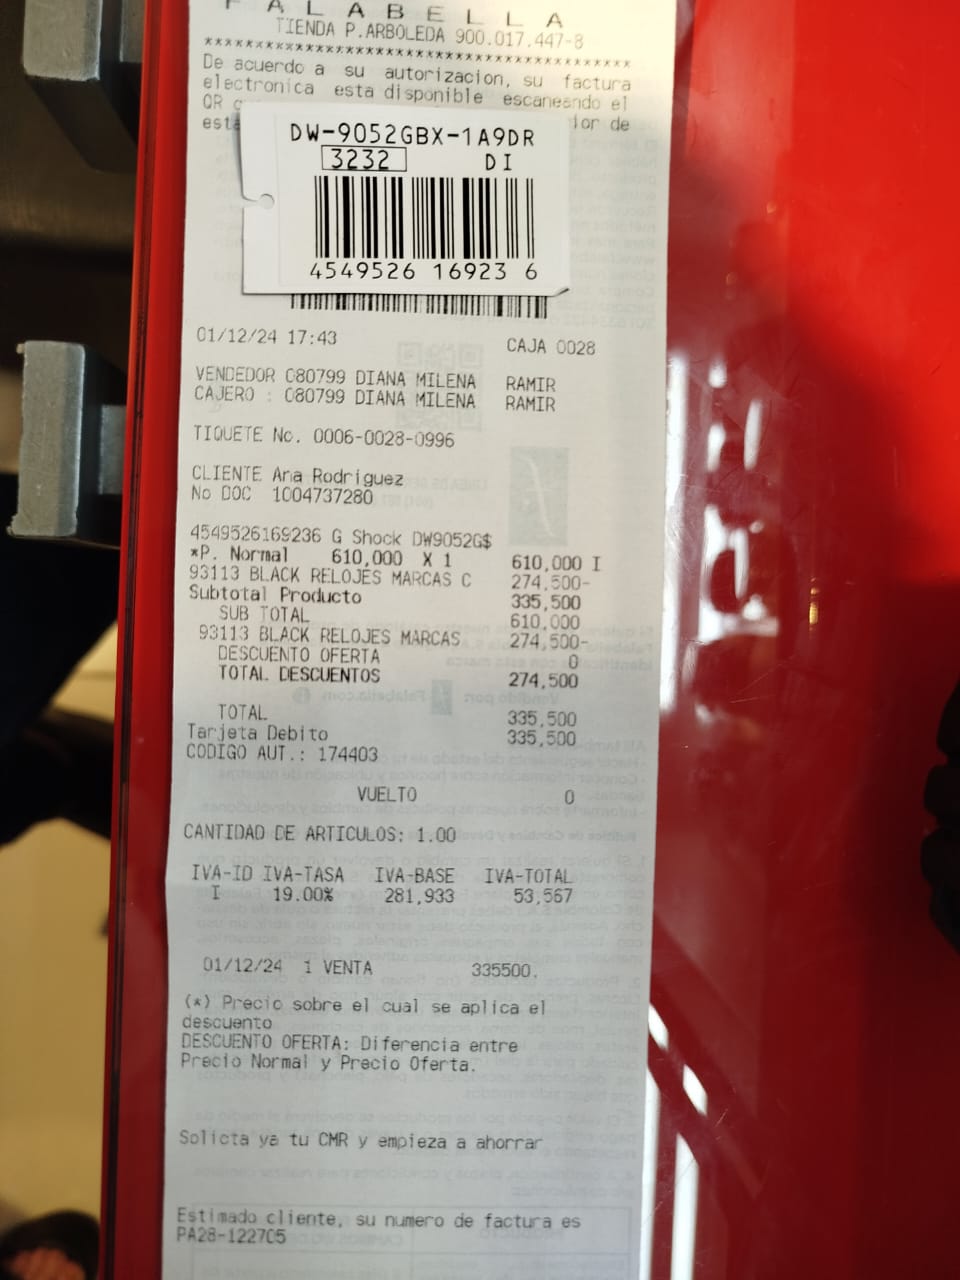 FALABELLA
TIENDA P.ARBOLEDA 900.017.447-8
****************************************
De acuerdo a su autorizacion, su factura
electronica esta disponible escaneando el
QR
est
DW-9052GBX-1A9DR
3232 DI
4549526 16923 6
01/12/24 17:43 CAJA 0028
VENDEDOR 080799 DIANA MILENA RAMIR
CAJERO : 080799 DIANA MILENA RAMIR
TIQUETE No. 0006-0028-0996
CLIENTE Ana Rodriguez
No DOC 1004737280
4549526169236 G Shock DW9052G$
*P. Normal 610,000 X 1 610,000 I
93113 BLACK RELOJES MARCAS C 274,500-
Subtotal Producto 335,500
SUB TOTAL 610,000
93113 BLACK RELOJES MARCAS 274,500-
DESCUENTO OFERTA 0
TOTAL DESCUENTOS 274,500
TOTAL 335,500
Tarjeta Debito 335,500
CODIGO AUT.: 174403
VUELTO 0
CANTIDAD DE ARTICULOS: 1.00
IVA-ID IVA-TASA IVA-BASE IVA-TOTAL
I 19.00% 281,933 53,567
01/12/24 1 VENTA 335500.
(*) Precio sobre el cual se aplica el
descuento
DESCUENTO OFERTA: Diferencia entre
Precio Normal y Precio Oferta.
Solicta ya tu CMR y empieza a ahorrar
Estimado cliente, su numero de factura es
PA28-122705